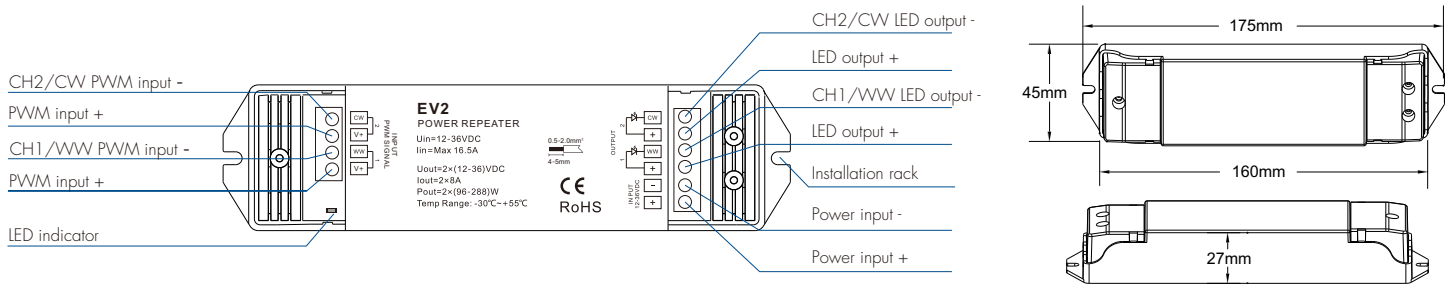 CH2/CW PWM input -
PWM input +
CH1/WW PWM input -
PWM input +
LED indicator
CW
V+
WW
V+
2
1
PWM SIGNAL
INPUT
EV2
POWER REPEATER
Uin=12-36VDC
Iin=Max 16.5A
Uout=2×(12-36)VDC
Iout=2×8A
Pout=2×(96-288)W
Temp Range: -30℃~+55℃
0.5-2.0mm²
4-5mm
CE
RoHS
OUTPUT
2
1
CW
+
WW
+
INPUT
12-36VDC
-
+
CH2/CW LED output -
LED output +
CH1/WW LED output -
LED output +
Installation rack
Power input -
Power input +
175mm
45mm
160mm
27mm